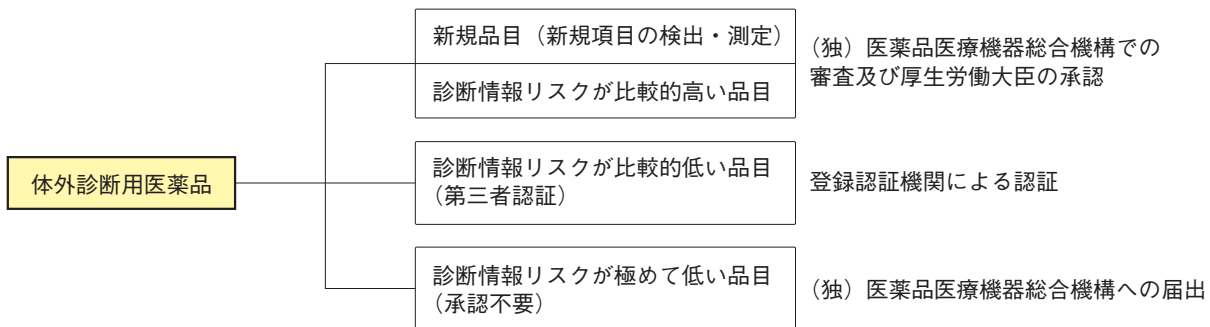 体外診断用医薬品
新規品目（新規項目の検出・測定）
診断情報リスクが比較的高い品目
（独）医薬品医療機器総合機構での
審査及び厚生労働大臣の承認
診断情報リスクが比較的低い品目
（第三者認証）
登録認証機関による認証
診断情報リスクが極めて低い品目
（承認不要）
（独）医薬品医療機器総合機構への届出